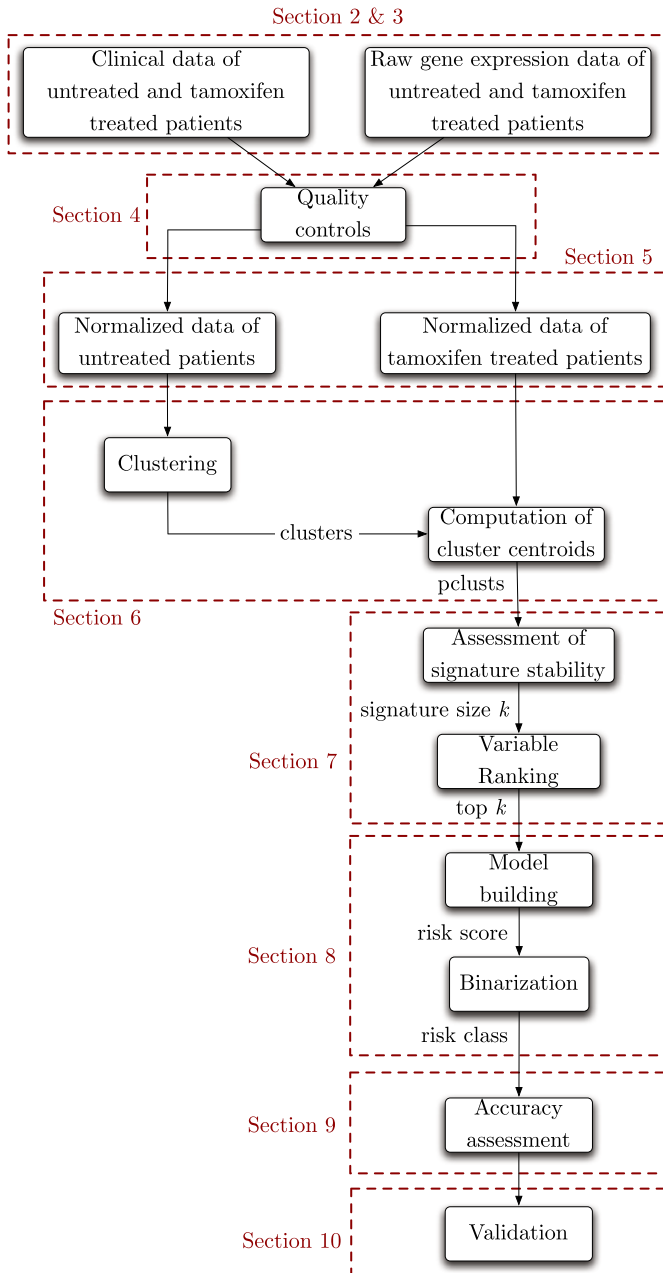 Section 2 & 3
Clinical data of
untreated and tamoxifen
treated patients
Raw gene expression data of
untreated and tamoxifen
treated patients
Section 4
Quality
controls
Section 5
Normalized data of
untreated patients
Normalized data of
tamoxifen treated patients
Clustering
clusters
Computation of
cluster centroids
pclusts
Section 6
Assessment of
signature stability
signature size k
Section 7
Variable
Ranking
top k
Model
building
risk score
Section 8
Binarization
risk class
Section 9
Accuracy
assessment
Section 10
Validation